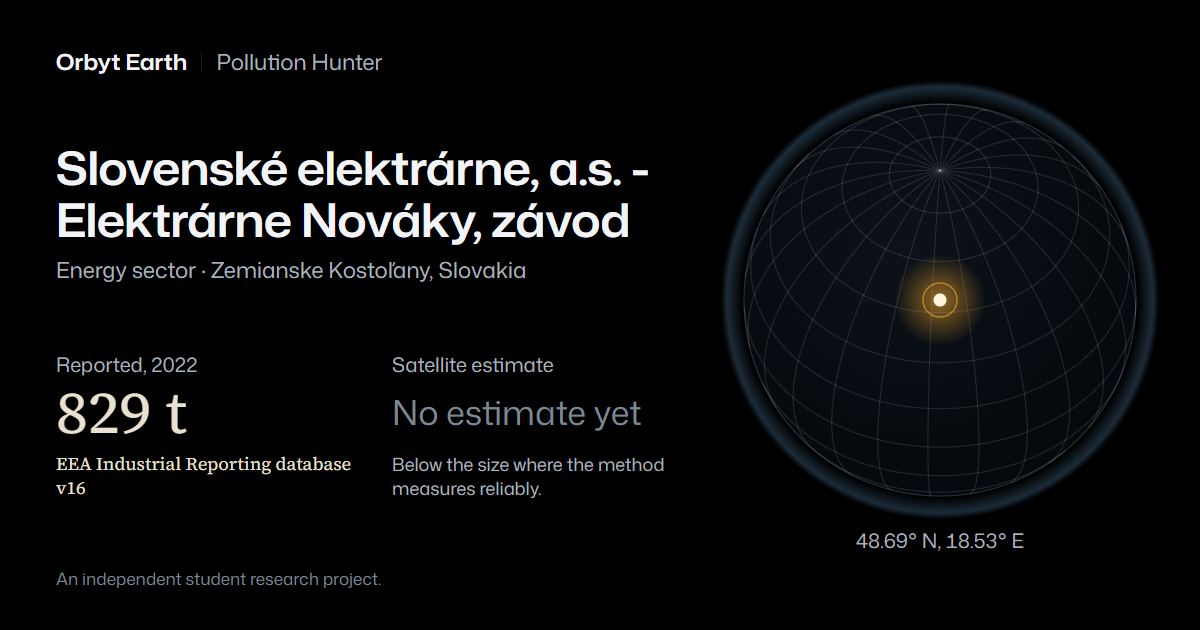 Orbyt Earth | Pollution Hunter
Slovenské elektrárne, a.s. -
Elektrárne Nováky, závod
Energy sector · Zemianske Kostoľany, Slovakia
Reported, 2022
829 t
EEA Industrial Reporting database
v16
Satellite estimate
No estimate yet
Below the size where the method
measures reliably.
48.69° N, 18.53° E
An independent student research project.